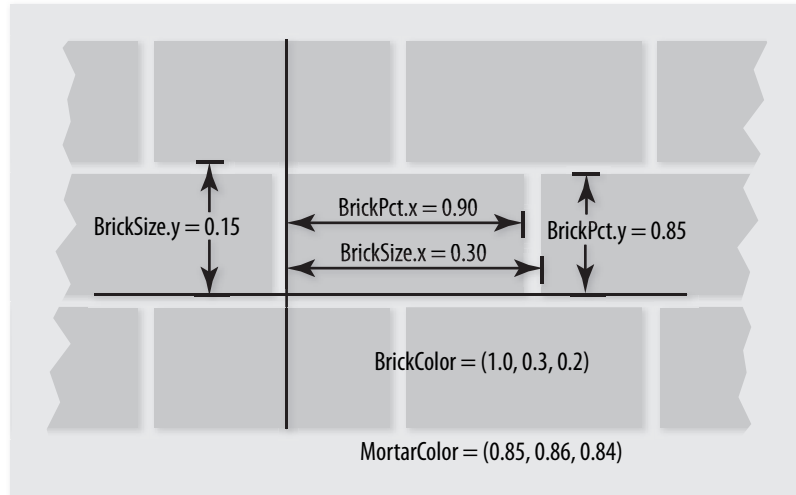 BrickPct.x = 0.90
BrickSize.y = 0.15
BrickPct.y = 0.85
BrickSize.x = 0.30
BrickColor = (1.0, 0.3, 0.2)
MortarColor = (0.85, 0.86, 0.84)